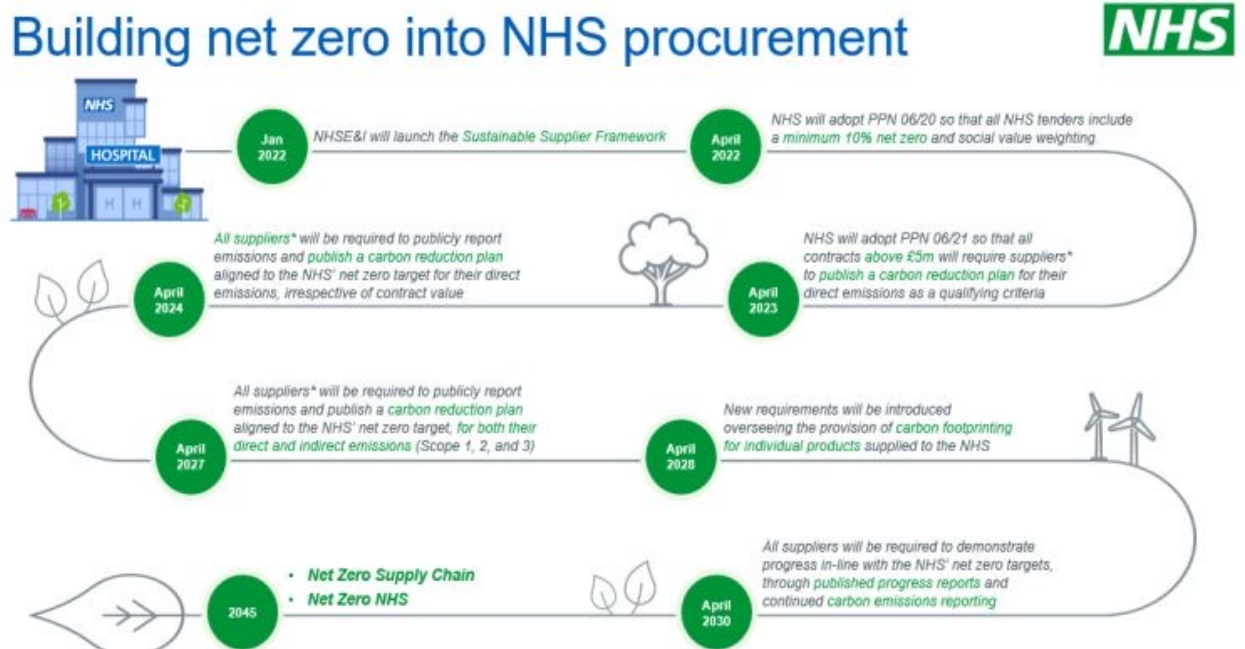 Building net zero into NHS procurement
NHS
NHS
HOSPITAL
H H
Jan
2022
NHSE&I will launch the Sustainable Supplier Framework
April
2022
NHS will adopt PPN 06/20 so that all NHS tenders include
a minimum 10% net zero and social value weighting
April
2023
NHS will adopt PPN 06/21 so that all
contracts above £5m will require suppliers*
to publish a carbon reduction plan for their
direct emissions as a qualifying criteria
April
2024
All suppliers* will be required to publicly report
emissions and publish a carbon reduction plan
aligned to the NHS' net zero target for their direct
emissions, irrespective of contract value
April
2027
All suppliers* will be required to publicly report
emissions and publish a carbon reduction plan
aligned to the NHS' net zero target, for both their
direct and indirect emissions (Scope 1, 2, and 3)
April
2028
New requirements will be introduced
overseeing the provision of carbon footprinting
for individual products supplied to the NHS
April
2030
All suppliers will be required to demonstrate
progress in-line with the NHS' net zero targets,
through published progress reports and
continued carbon emissions reporting
2045
• Net Zero Supply Chain
• Net Zero NHS